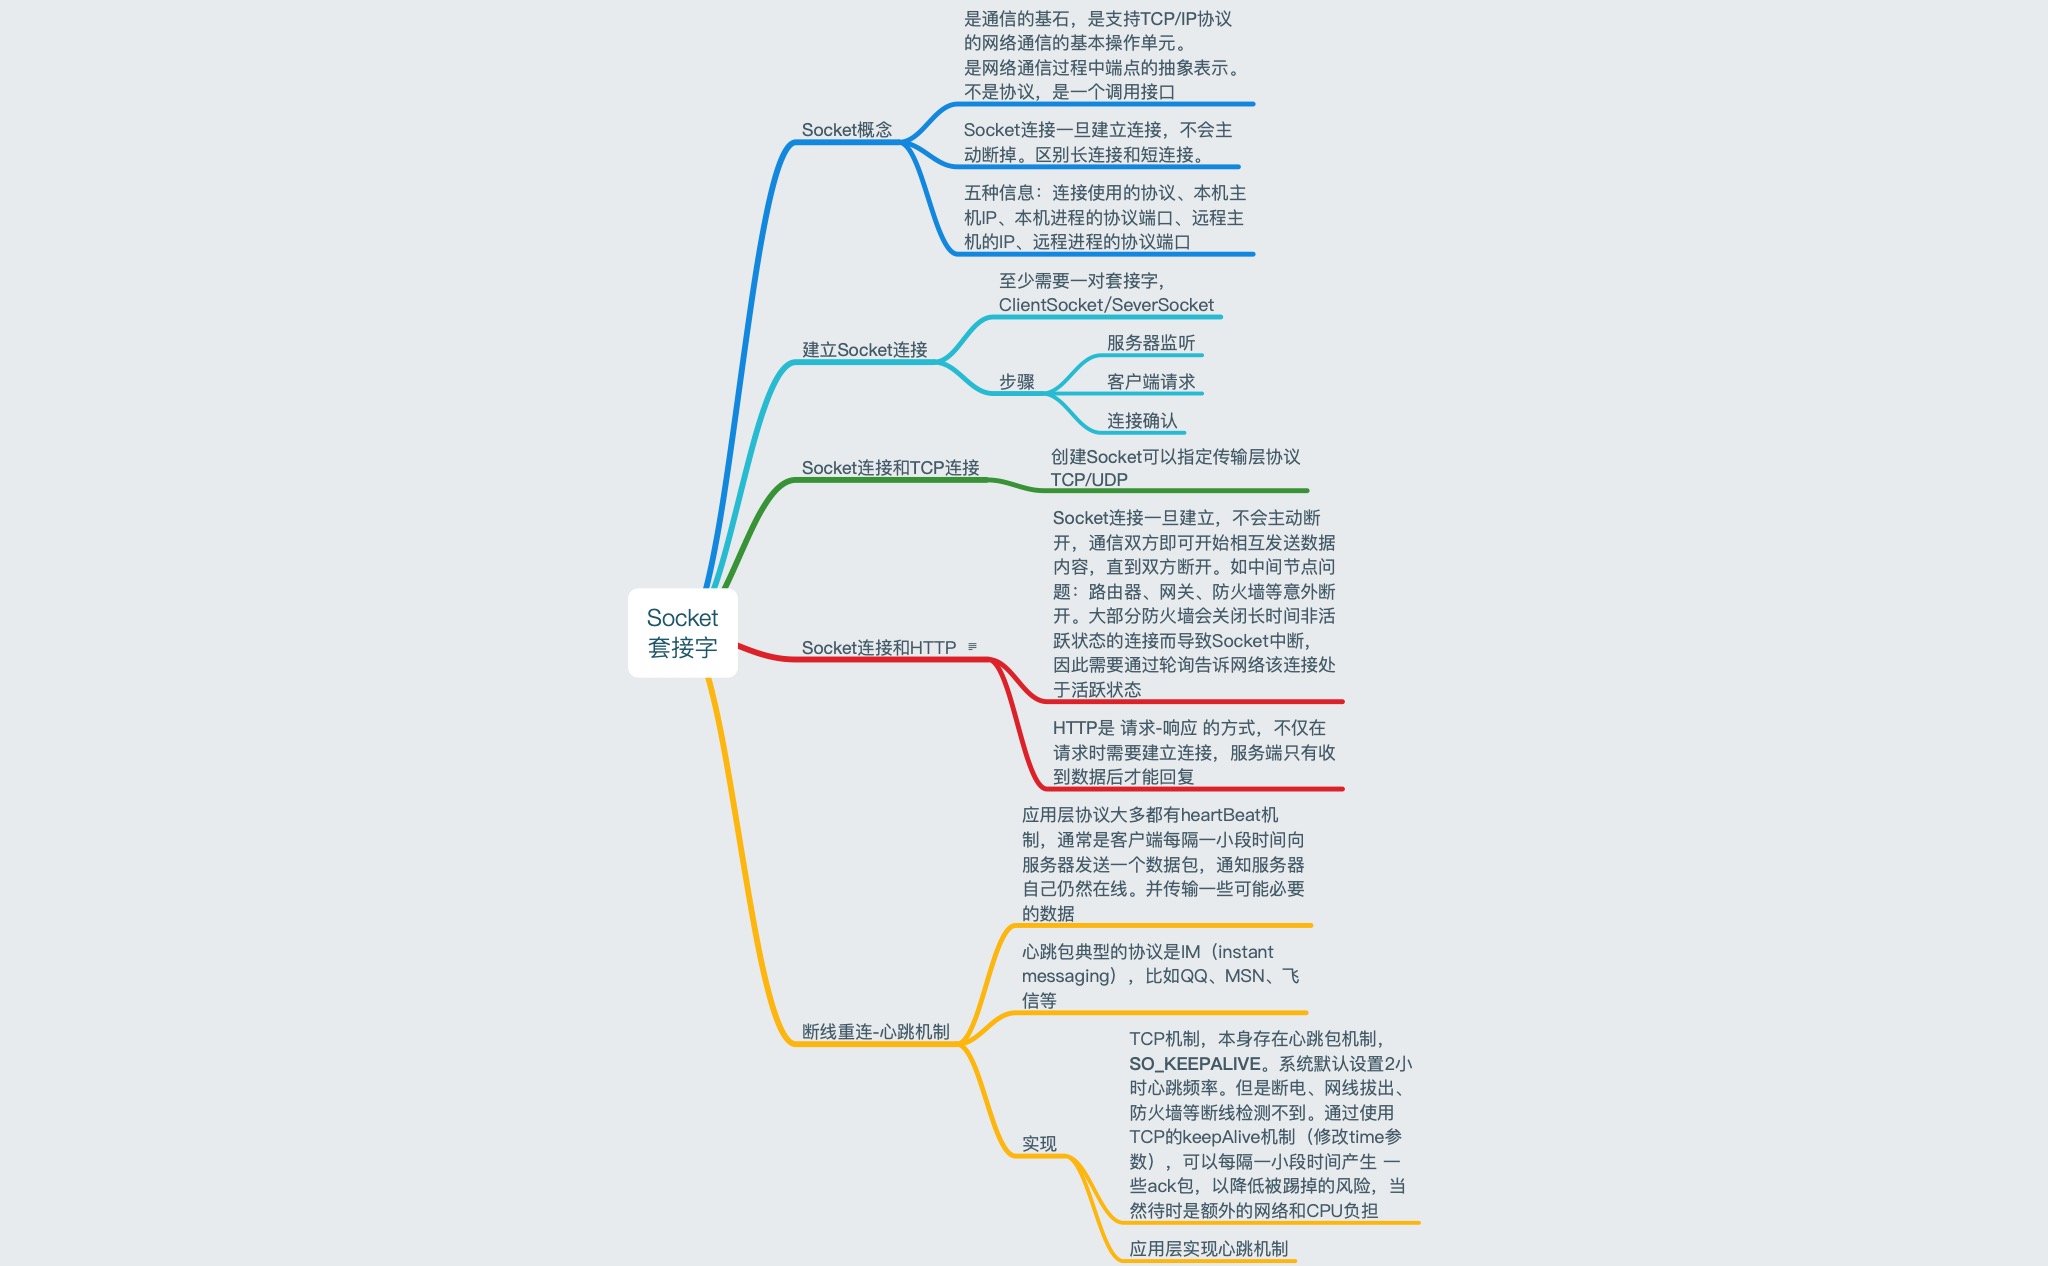 是通信的基石，是支持TCP/IP协议
的网络通信的基本操作单元。
是网络通信过程中端点的抽象表示。
不是协议，是一个调用接口
Socket概念
Socket连接一旦建立连接，不会主
动断掉。区别长连接和短连接。
五种信息：连接使用的协议、本机主
机IP、本机进程的协议端口、远程主
机的IP、远程进程的协议端口
至少需要一对套接字，
ClientSocket/SeverSocket
建立Socket连接
服务器监听
步骤
客户端请求
连接确认
Socket连接和TCP连接
创建Socket可以指定传输层协议
TCP/UDP
Socket
套接字
Socket连接和HTTP
Socket连接一旦建立，不会主动断
开，通信双方即可开始相互发送数据
内容，直到双方断开。如中间节点问
题：路由器、网关、防火墙等意外断
开。大部分防火墙会关闭长时间非活
跃状态的连接而导致Socket中断，
因此需要通过轮询告诉网络该连接处
于活跃状态
HTTP是 请求-响应 的方式，不仅在
请求时需要建立连接，服务端只有收
到数据后才能回复
断线重连-心跳机制
应用层协议大多都有heartBeat机
制，通常是客户端每隔一小段时间向
服务器发送一个数据包，通知服务器
自己仍然在线。并传输一些可能必要
的数据
心跳包典型的协议是IM（instant
messaging），比如QQ、MSN、飞
信等
实现
TCP机制，本身存在心跳包机制，
SO_KEEPALIVE。系统默认设置2小
时心跳频率。但是断电、网线拔出、
防火墙等断线检测不到。通过使用
TCP的keepAlive机制（修改time参
数），可以每隔一小段时间产生 一
些ack包，以降低被踢掉的风险，当
然待时是额外的网络和CPU负担
应用层实现心跳机制